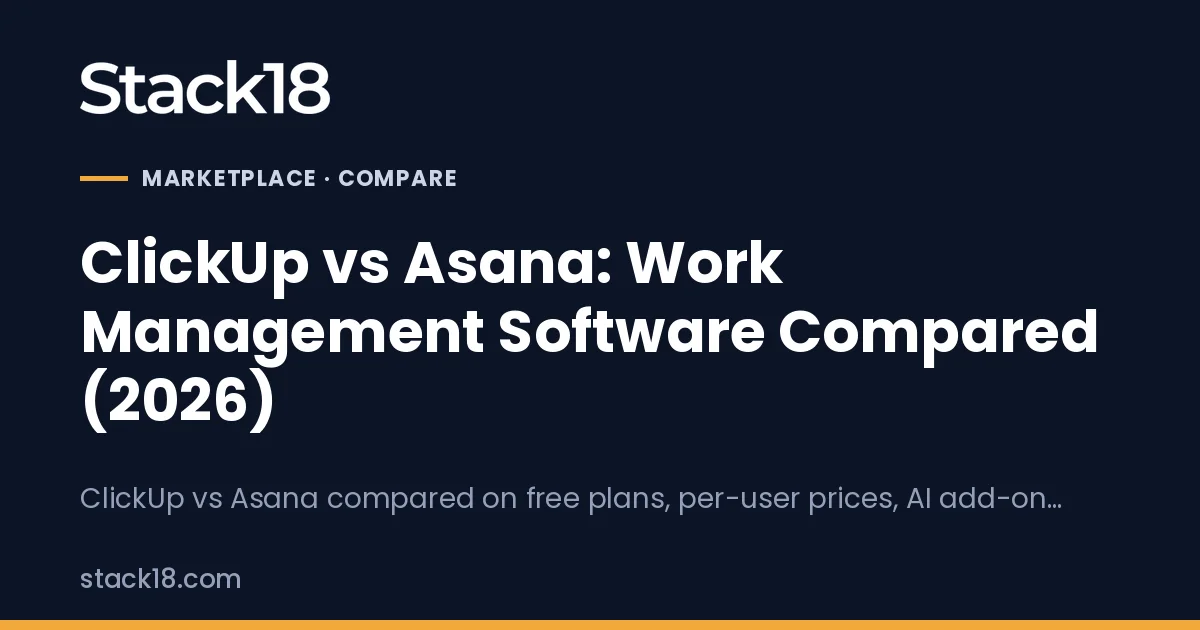 Stack18
MARKETPLACE · COMPARE
ClickUp vs Asana: Work
Management Software Compared
(2026)
ClickUp vs Asana compared on free plans, per-user prices, AI add-on...
stack18.com